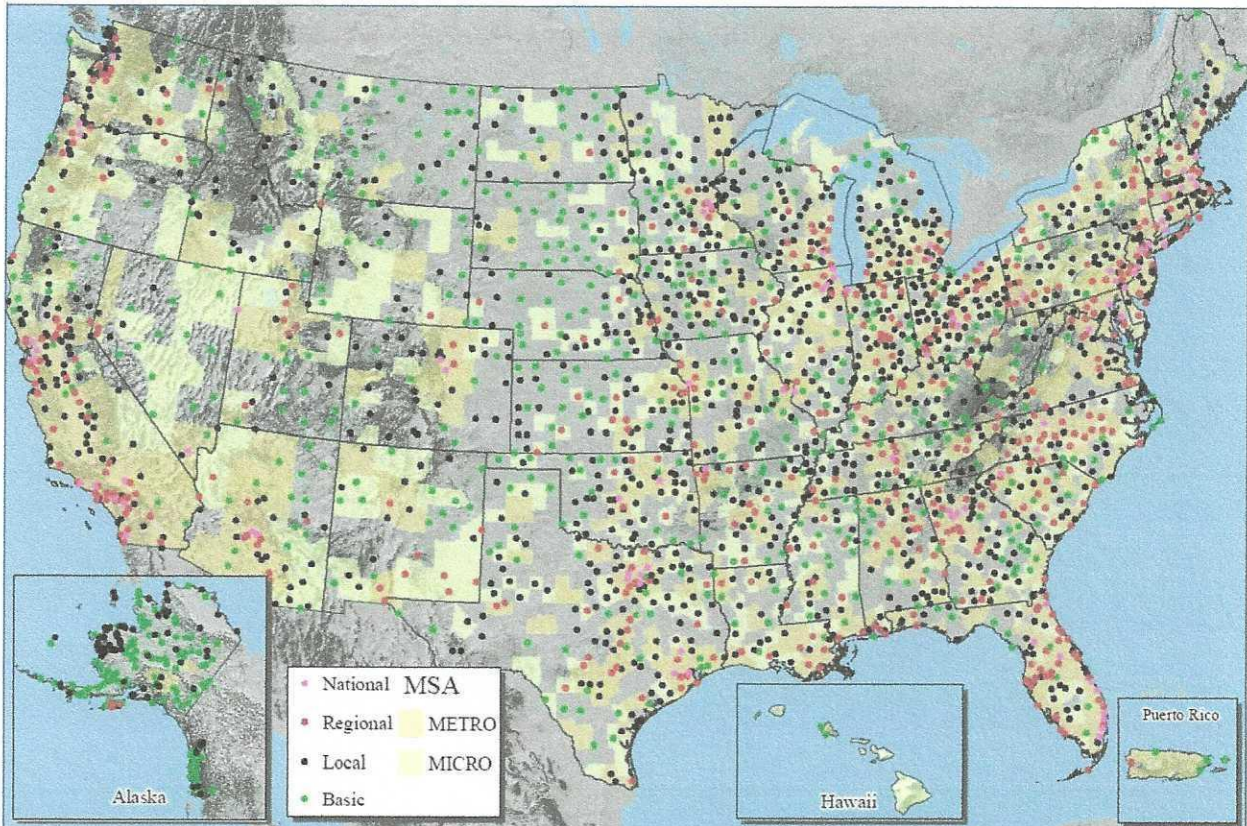 National MSA
Regional METRO
Local MICRO
Basic
Alaska
Hawaii
Puerto Rico